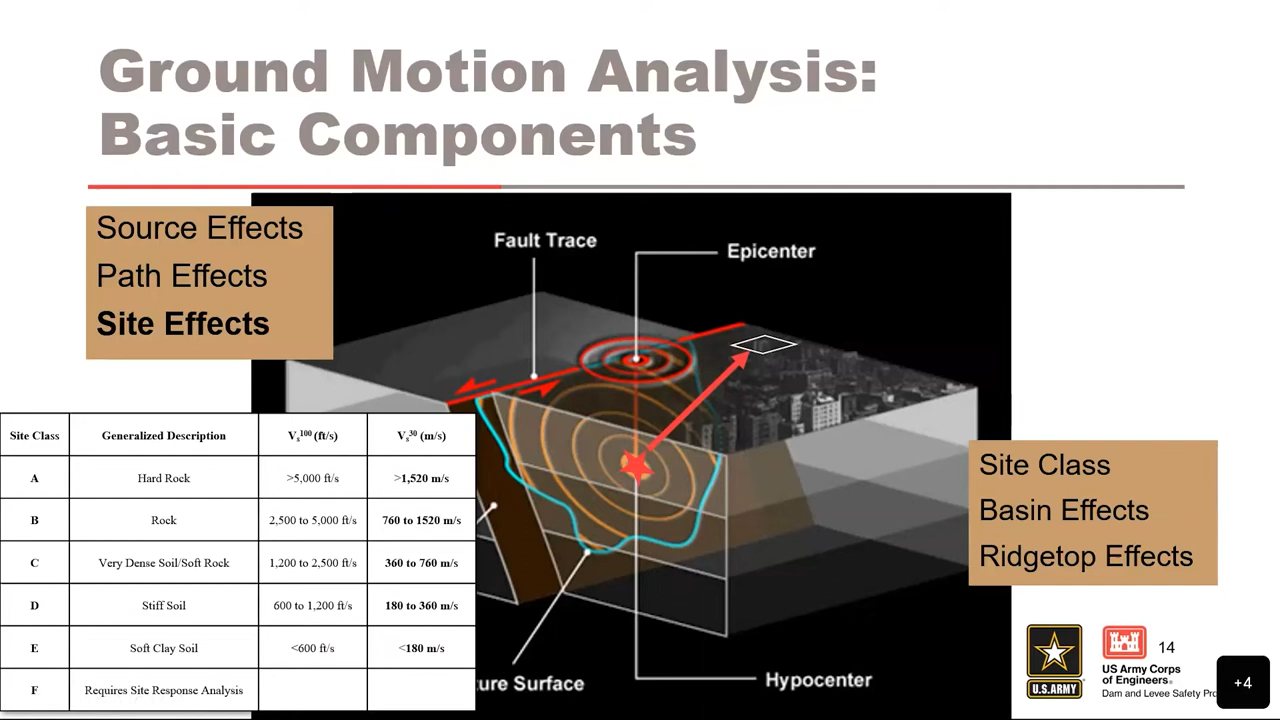 Ground Motion Analysis:
Basic Components
Source Effects
Path Effects
Site Effects
Fault Trace
Epicenter
Site Class Generalized Description Vs100 (ft/s) Vs30 (m/s)
A Hard Rock >5,000 ft/s >1,520 m/s
B Rock 2,500 to 5,000 ft/s 760 to 1520 m/s
C Very Dense Soil/Soft Rock 1,200 to 2,500 ft/s 360 to 760 m/s
D Stiff Soil 600 to 1,200 ft/s 180 to 360 m/s
E Soft Clay Soil <600 ft/s <180 m/s
F Requires Site Response Analysis
ure Surface
Hypocenter
Site Class
Basin Effects
Ridgetop Effects
U.S.ARMY
14
US Army Corps
of Engineers®
Dam and Levee Safety Pro
+4